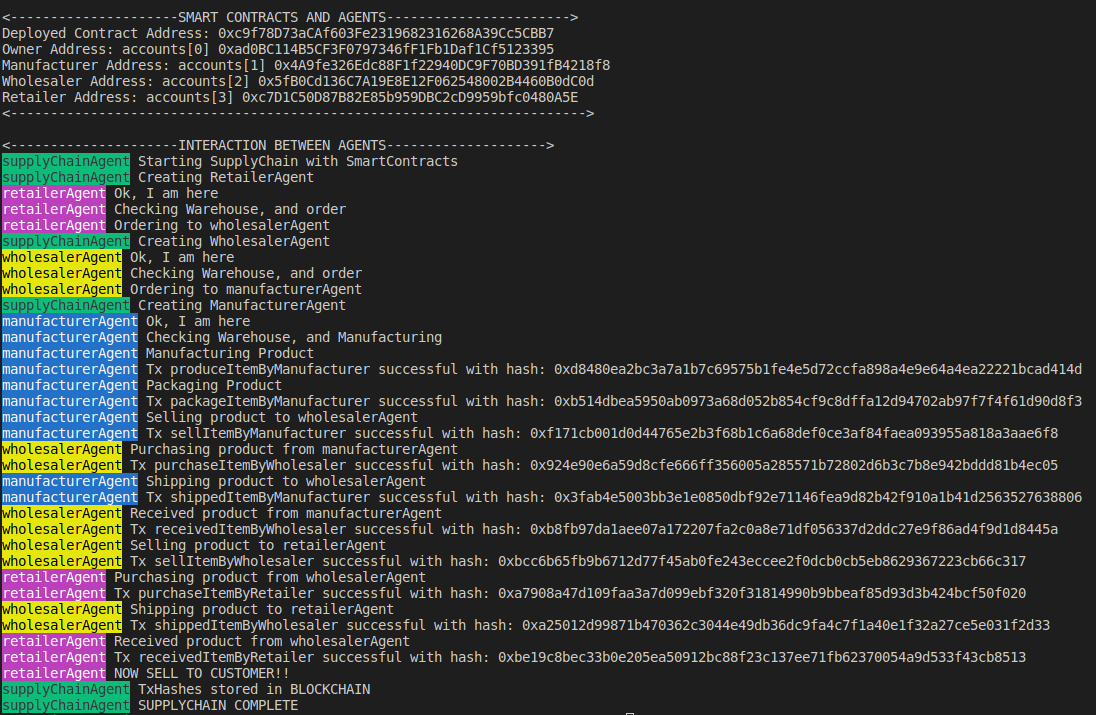 <---------------------SMART CONTRACTS AND AGENTS----------------------->
Deployed Contract Address: 0xc9f78D73aCAf603Fe2319682316268A39Cc5CBB7
Owner Address: accounts[0] 0xad0BC114B5CF3F0797346fF1Fb1Daf1Cf5123395
Manufacturer Address: accounts[1] 0x4A9fe326Edc88F1f22940DC9F70BD391fB4218f8
Wholesaler Address: accounts[2] 0x5fB0Cd136C7A19E8E12F062548002B4460B0dC0d
Retailer Address: accounts[3] 0xc7D1C50D87B82E85b959DBC2cD9959bfc0480A5E
<------------------------------------------------------------------------>
<---------------------INTERACTION BETWEEN AGENTS-------------------->
supplyChainAgent Starting SupplyChain with SmartContracts
supplyChainAgent Creating RetailerAgent
retailerAgent Ok, I am here
retailerAgent Checking Warehouse, and order
retailerAgent Ordering to wholesalerAgent
supplyChainAgent Creating WholesalerAgent
wholesalerAgent Ok, I am here
wholesalerAgent Checking Warehouse, and order
wholesalerAgent Ordering to manufacturerAgent
supplyChainAgent Creating ManufacturerAgent
manufacturerAgent Ok, I am here
manufacturerAgent Checking Warehouse, and Manufacturing
manufacturerAgent Manufacturing Product
manufacturerAgent Tx produceItemByManufacturer successful with hash: 0xd8480ea2bc3a7a1b7c69575b1fe4e5d72ccfa898a4e9e64a4ea22221bcad414d
manufacturerAgent Packaging Product
manufacturerAgent Tx packageItemByManufacturer successful with hash: 0xb514dbea5950ab0973a68d052b854cf9c8dffa12d94702ab97f7f4f61d90d8f3
manufacturerAgent Selling product to wholesalerAgent
manufacturerAgent Tx sellItemByManufacturer successful with hash: 0xf171cb001d0d44765e2b3f68b1c6a68def0ce3af84faea093955a818a3aae6f8
wholesalerAgent Purchasing product from manufacturerAgent
wholesalerAgent Tx purchaseItemByWholesaler successful with hash: 0x924e90e6a59d8cfe666ff356005a285571b72802d6b3c7b8e942bddd81b4ec05
manufacturerAgent Shipping product to wholesalerAgent
manufacturerAgent Tx shippedItemByManufacturer successful with hash: 0x3fab4e5003bb3e1e0850dbf92e71146fea9d82b42f910a1b41d2563527638806
wholesalerAgent Received product from manufacturerAgent
wholesalerAgent Tx receivedItemByWholesaler successful with hash: 0xb8fb97da1aee07a172207fa2c0a8e71df056337d2ddc27e9f86ad4f9d1d8445a
wholesalerAgent Selling product to retailerAgent
wholesalerAgent Tx sellItemByWholesaler successful with hash: 0xbcc6b65fb9b6712d77f45ab0fe243eccee2f0dcb0cb5eb8629367223cb66c317
retailerAgent Purchasing product from wholesalerAgent
retailerAgent Tx purchaseItemByRetailer successful with hash: 0xa7908a47d109faa3a7d099ebf320f31814990b9bbeaf85d93d3b424bcf50f020
wholesalerAgent Shipping product to retailerAgent
wholesalerAgent Tx shippedItemByWholesaler successful with hash: 0xa25012d99871b470362c3044e49db36dc9fa4c7f1a40e1f32a27ce5e031f2d33
retailerAgent Received product from wholesalerAgent
retailerAgent Tx receivedItemByRetailer successful with hash: 0xbe19c8bec33b0e205ea50912bc88f23c137ee71fb62370054a9d533f43cb8513
retailerAgent NOW SELL TO CUSTOMER!!
supplyChainAgent TxHashes stored in BLOCKCHAIN
supplyChainAgent SUPPLYCHAIN COMPLETE